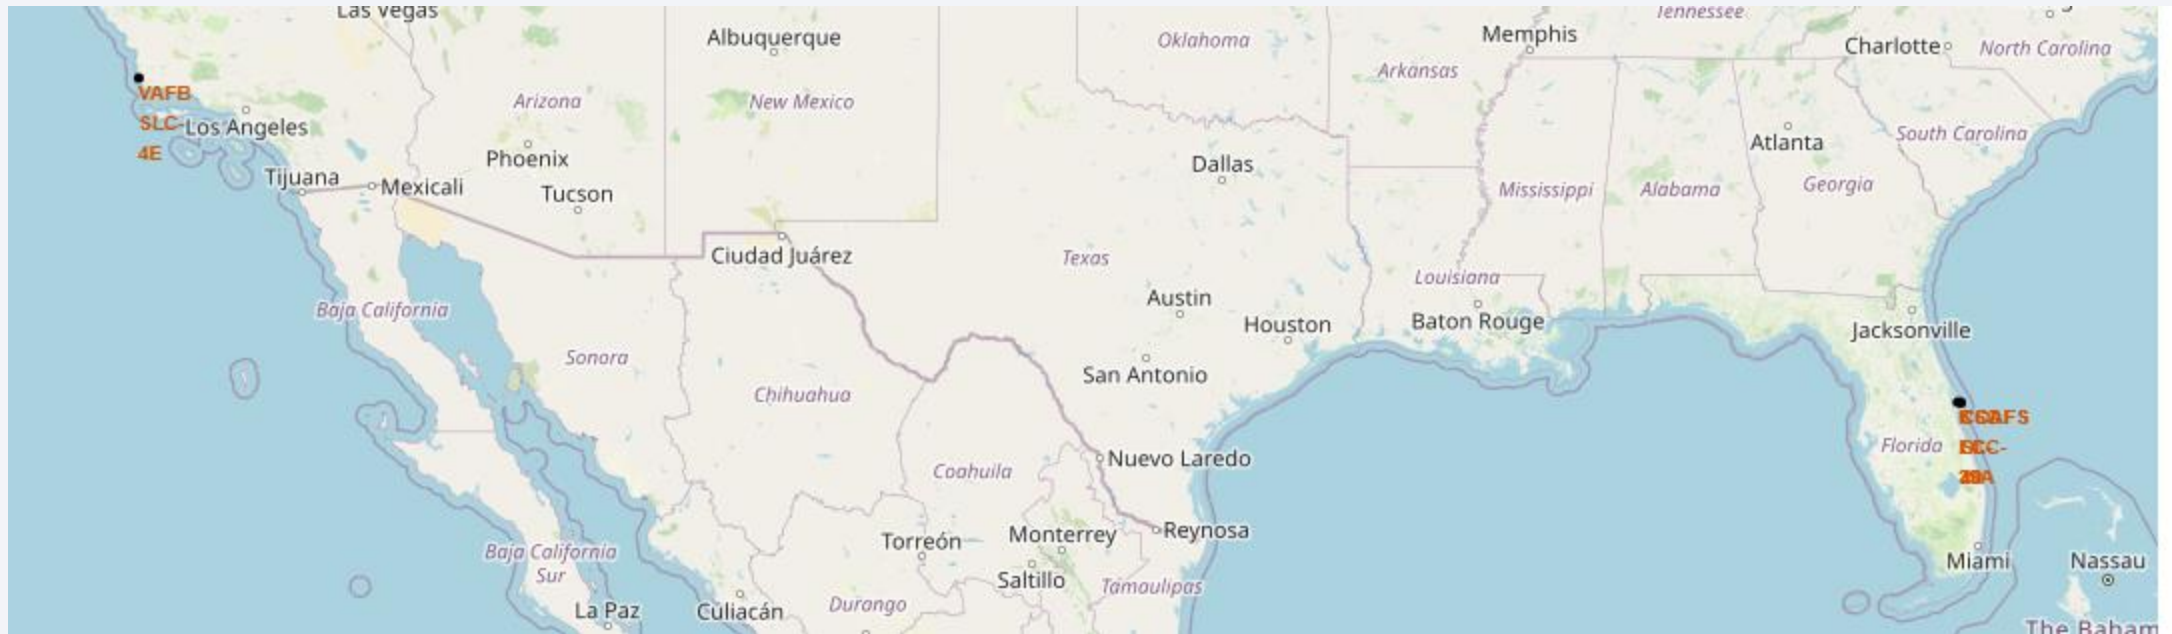 Las Vegas
Tennessee
Memphis
Albuquerque
Oklahoma
Charlotte
North Carolina
Arkansas
VAFB
SLC-
4E
Arizona
New Mexico
Los Angeles
South Carolina
Atlanta
Phoenix
Dallas
Tijuana
Mexicali
Tucson
Mississippi
Alabama
Georgia
Ciudad Juárez
Texas
Louisiana
Baja California
Austin
Houston
Baton Rouge
Jacksonville
Sonora
San Antonio
Chihuahua
Florida
Nuevo Laredo
Coahuila
Reynosa
Monterrey
Torreón
Baja California
Sur
Miami
Nassau
Saltillo
Tamaulipas
La Paz
Culiacán
Durango
The Baham